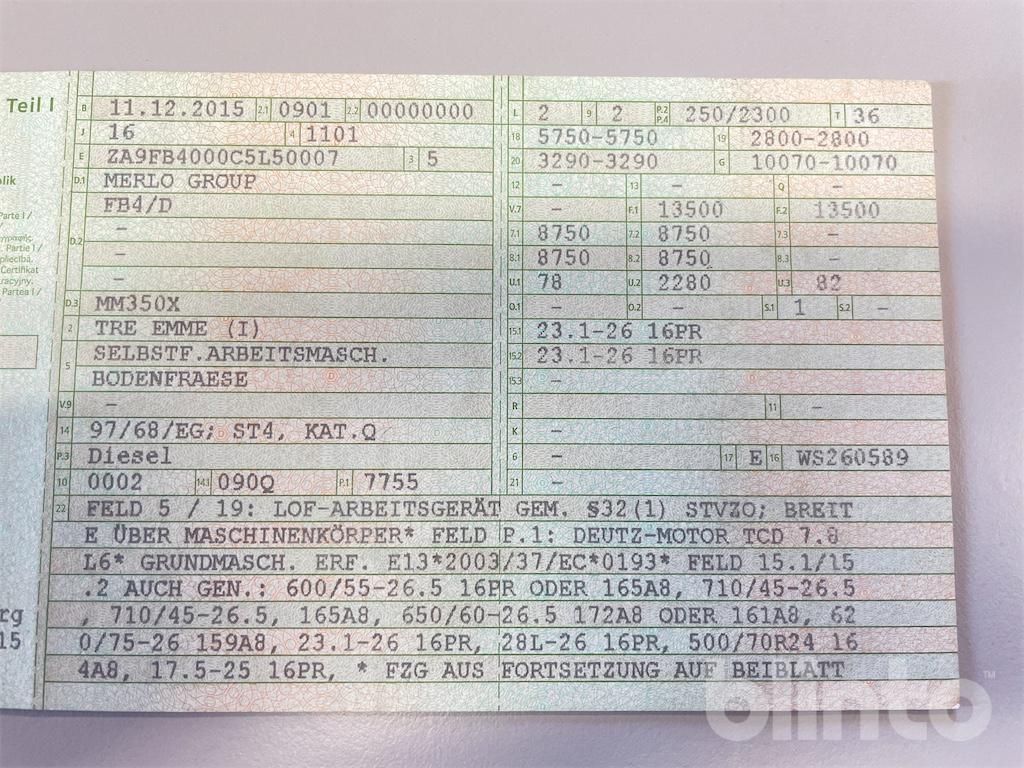 Teil I
B 11.12.2015 2.1 0901 2.2 00000000
J 16 4 1101
E ZA9FB4000C5L50007 3 5
D.1 MERLO GROUP
FB4/D
D.2 –
–
–
D.3 MM350X
2 TRE EMME (I)
5 SELBSTF.ARBEITSMASCH.
BODENFRAESE
V.9 –
14 97/68/EG; ST4, KAT.Q
P.3 Diesel
10 0002 14.1 090Q P.1 7755
L 2 9 2 P.2 P.4 250/2300 T 36
18 5750-5750 19 2800-2800
20 3290-3290 G 10070-10070
12 – 13 – Q –
V.7 – F.1 13500 F.2 13500
7.1 8750 7.2 8750 7.3 –
8.1 8750 8.2 8750 8.3 –
U.1 78 U.2 2280 U.3 82
O.1 – O.2 – S.1 1 S.2 –
15.1 23.1-26 16PR
15.2 23.1-26 16PR
15.3 –
R 11 –
K –
6 – 17 E 16 WS260589
21 –
22 FELD 5 / 19: LOF-ARBEITSGERÄT GEM. §32(1) STVZO; BREIT
E ÜBER MASCHINENKÖRPER* FELD P.1: DEUTZ-MOTOR TCD 7.8
L6* GRUNDMASCH. ERF. E13*2003/37/EC*0193* FELD 15.1/15
.2 AUCH GEN.: 600/55-26.5 16PR ODER 165A8, 710/45-26.5
, 710/45-26.5, 165A8, 650/60-26.5 172A8 ODER 161A8, 62
0/75-26 159A8, 23.1-26 16PR, 28L-26 16PR, 500/70R24 16
4A8, 17.5-25 16PR, * FZG AUS FORTSETZUNG AUF BEIBLATT
lik
Parte I /
Partie I /
Certifikat
Partea I /
rg
15
blinto™